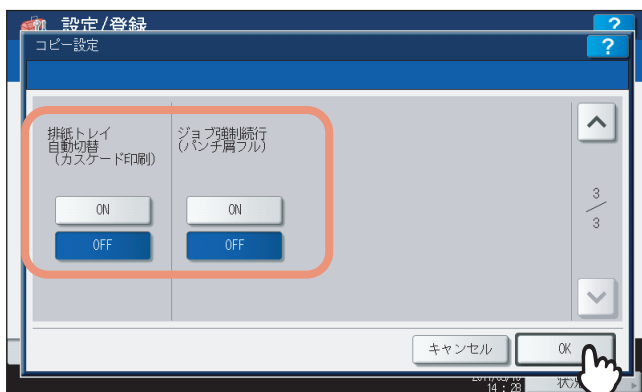 設定/登録
?
コピー設定
?
排紙トレイ
自動切替
(カスケード印刷)
ON
OFF
ジョブ強制続行
(パンチ屑フル)
ON
OFF
3
3
キャンセル
OK
14 : 28